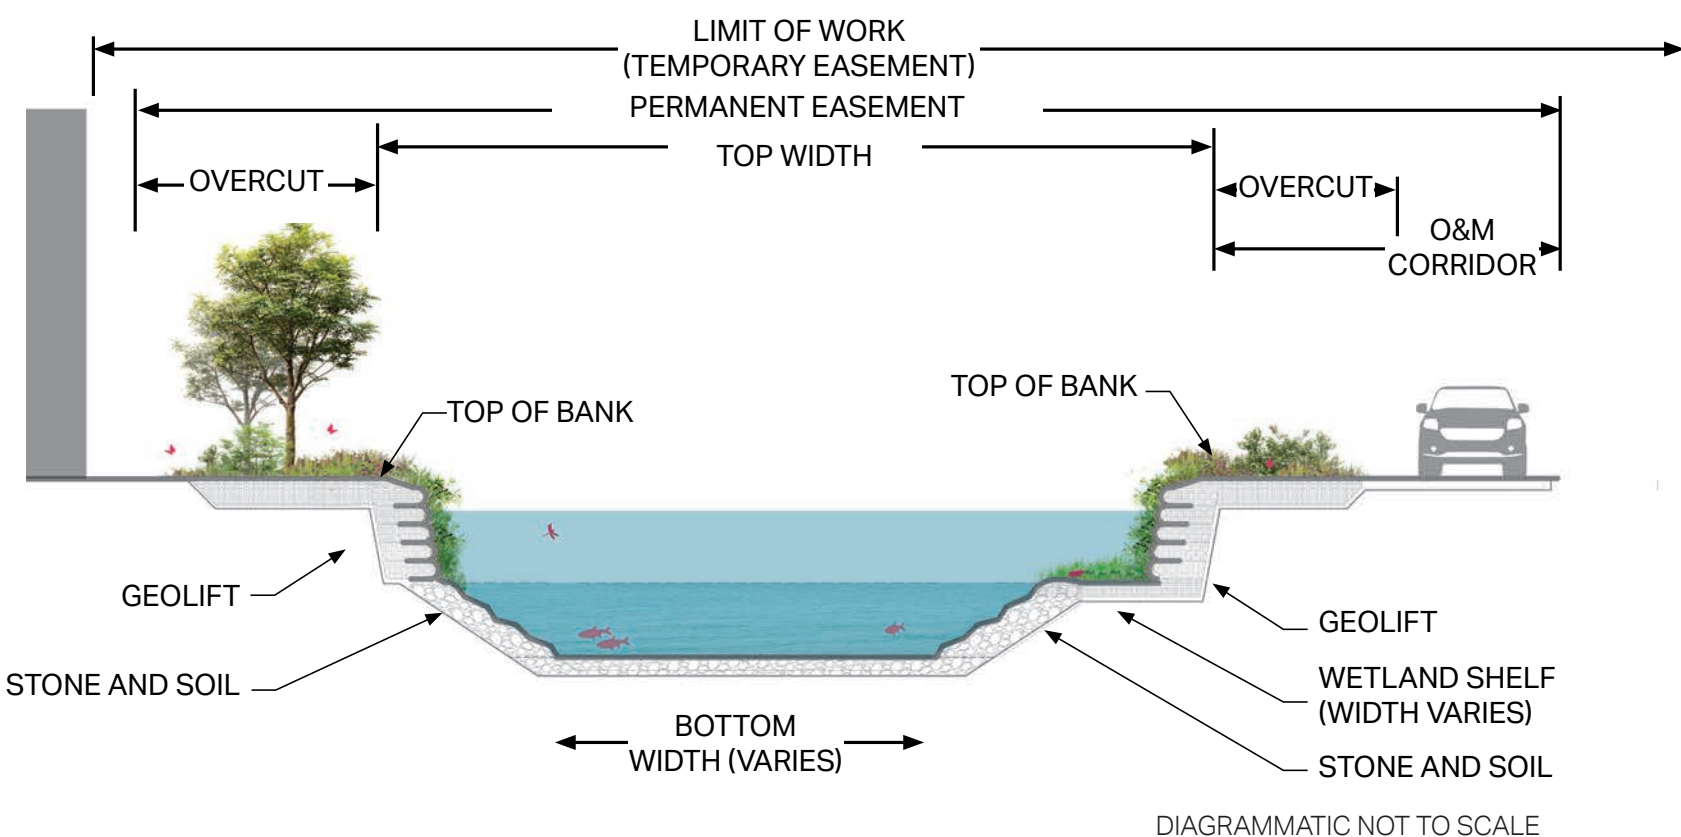 LIMIT OF WORK
(TEMPORARY EASEMENT)
PERMANENT EASEMENT
TOP WIDTH
OVERCUT
OVERCUT
O&M
CORRIDOR
TOP OF BANK
TOP OF BANK
GEOLIFT
GEOLIFT
STONE AND SOIL
WETLAND SHELF
(WIDTH VARIES)
BOTTOM
WIDTH (VARIES)
STONE AND SOIL
DIAGRAMMATIC NOT TO SCALE